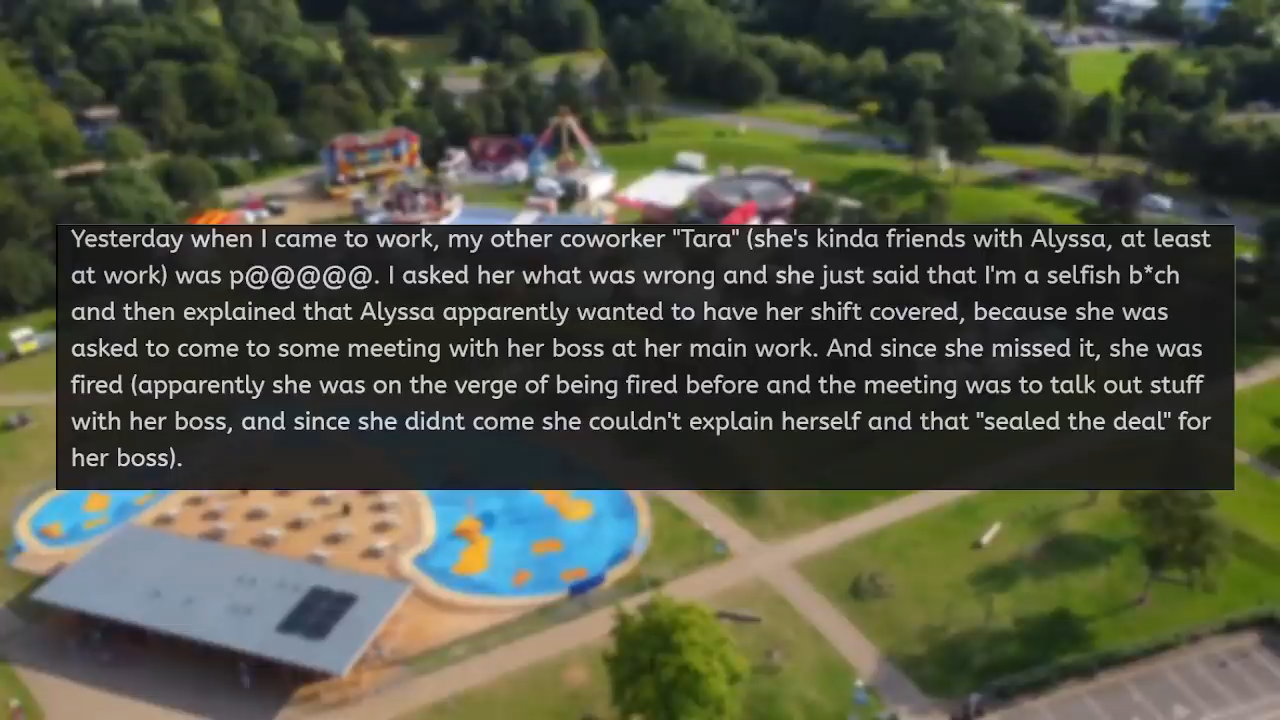 Yesterday when I came to work, my other coworker "Tara" (she's kinda friends with Alyssa, at least
at work) was p@@@@@. I asked her what was wrong and she just said that I'm a selfish b*ch
and then explained that Alyssa apparently wanted to have her shift covered, because she was
asked to come to some meeting with her boss at her main work. And since she missed it, she was
fired (apparently she was on the verge of being fired before and the meeting was to talk out stuff
with her boss, and since she didnt come she couldn't explain herself and that "sealed the deal" for
her boss).